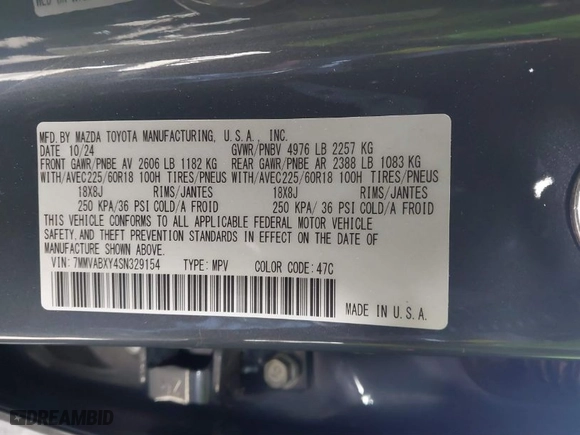 MFD.BY MAZDA TOYOTA MANUFACTURING, U.S.A., INC.
DATE 10/24 GVWR/PNBV 4976 LB 2257 KG
FRONT GAWR/PNBE AV 2606 LB 1182 KG REAR GAWR/PNBE AR 2388 LB 1083 KG
WITH/AVEC225/60R18 100H TIRES/PNEUS WITH/AVEC225/60R18 100H TIRES/PNEUS
18X8J RIMS/JANTES 18X8J RIMS/JANTES
250 KPA/36 PSI COLD/A FROID 250 KPA/ 36 PSI COLD/A FROID
THIS VEHICLE CONFORMS TO ALL APPLICABLE FEDERAL MOTOR VEHICLE
SAFETY,AND THEFT PREVENTION STANDARDS IN EFFECT ON THE DATE OF
MANUFACTURE SHOWN ABOVE.
VIN:7MMVABXY4SN329154 TYPE:MPV COLOR CODE:47C
MADE IN U.S.A.
DREAMBID